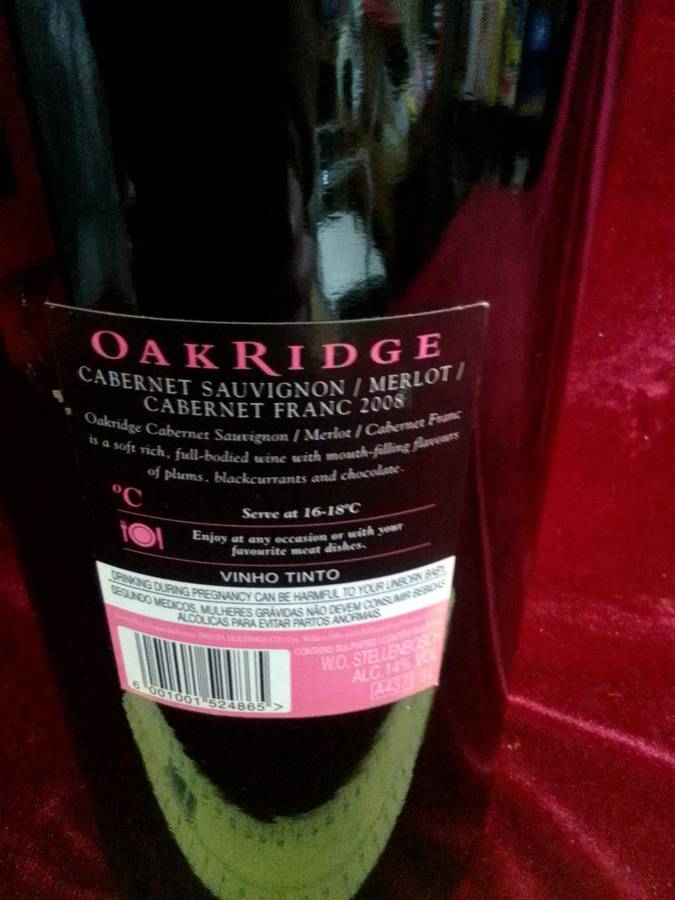 OAKRIDGE
CABERNET SAUVIGNON / MERLOT /
CABERNET FRANC 2008
Oakridge Cabernet Sauvignon / Merlot / Cabernet Franc
is a soft rich, full-bodied wine with mouth-filling flavours
of plums, blackcurrants and chocolate.
°C
Serve at 16-18°C
Enjoy at any occasion or with your
favourite meat dishes.
VINHO TINTO
DRINKING DURING PREGNANCY CAN BE HARMFUL TO YOUR UNBORN BABY.
SEGUNDO MEDICOS, MULHERES GRÁVIDAS NÃO DEVEM CONSUMIR BEBIDAS
ALCOLICAS PARA EVITAR PARTOS ANORMAIS.
HOLDINGS LTD
CONTAINS SULPHITES
W.O. STELLENBOSCH
ALC. 14% VOL
6 001001 524865 >